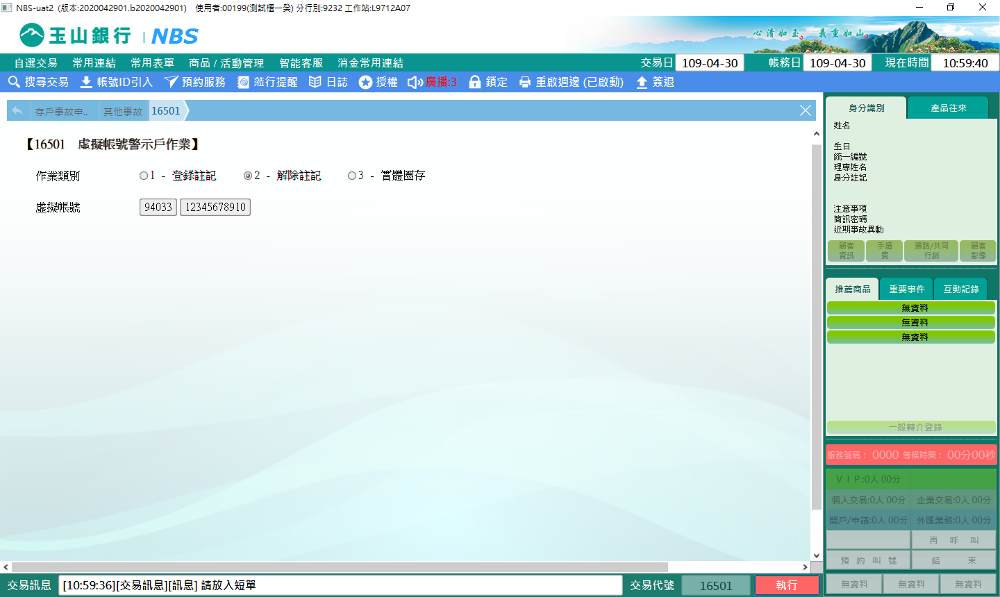 NBS-uat2 (版本:2020042901.b2020042901) 使用者:00199(測試櫃一癸) 分行別:9232 工作站:L9712A07
玉山銀行 | NBS
心清如玉。義重如山。
自選交易 常用連結 常用表單 商品/活動管理 智能客服 消金常用連結 交易日 109-04-30 帳務日 109-04-30 現在時間 10:59:40
搜尋交易 帳號ID引入 預約服務 蒞行提醒 日誌 授權 廣播:3 鎖定 重啟週邊 (已啟動) 簽退
存戶事故申.. 其他事故 16501
【16501 虛擬帳號警示戶作業】
作業類別 1 - 登錄註記 2 - 解除註記 3 - 實體圈存
虛擬帳號 94033 12345678910
身分識別 產品往來
姓名
生日
統一編號
理專姓名
身分註記
注意事項
簡訊密碼
近期事故異動
顧客資訊 手續費 通路/共同行銷 顧客影像
推薦商品 重要事件 互動記錄
無資料
無資料
無資料
一般轉介登錄
服務號碼: 0000 等候時間: 00分00秒
VIP:0人 00分
個人交易:0人 00分 企業交易:0人 00分
開戶/申請:0人 00分 外匯業務:0人 00分
再 呼 叫
預 約 叫 號 結 束
無資料 無資料 無資料
交易訊息 [10:59:36][交易訊息][訊息] 請放入短單 交易代號 16501 執行